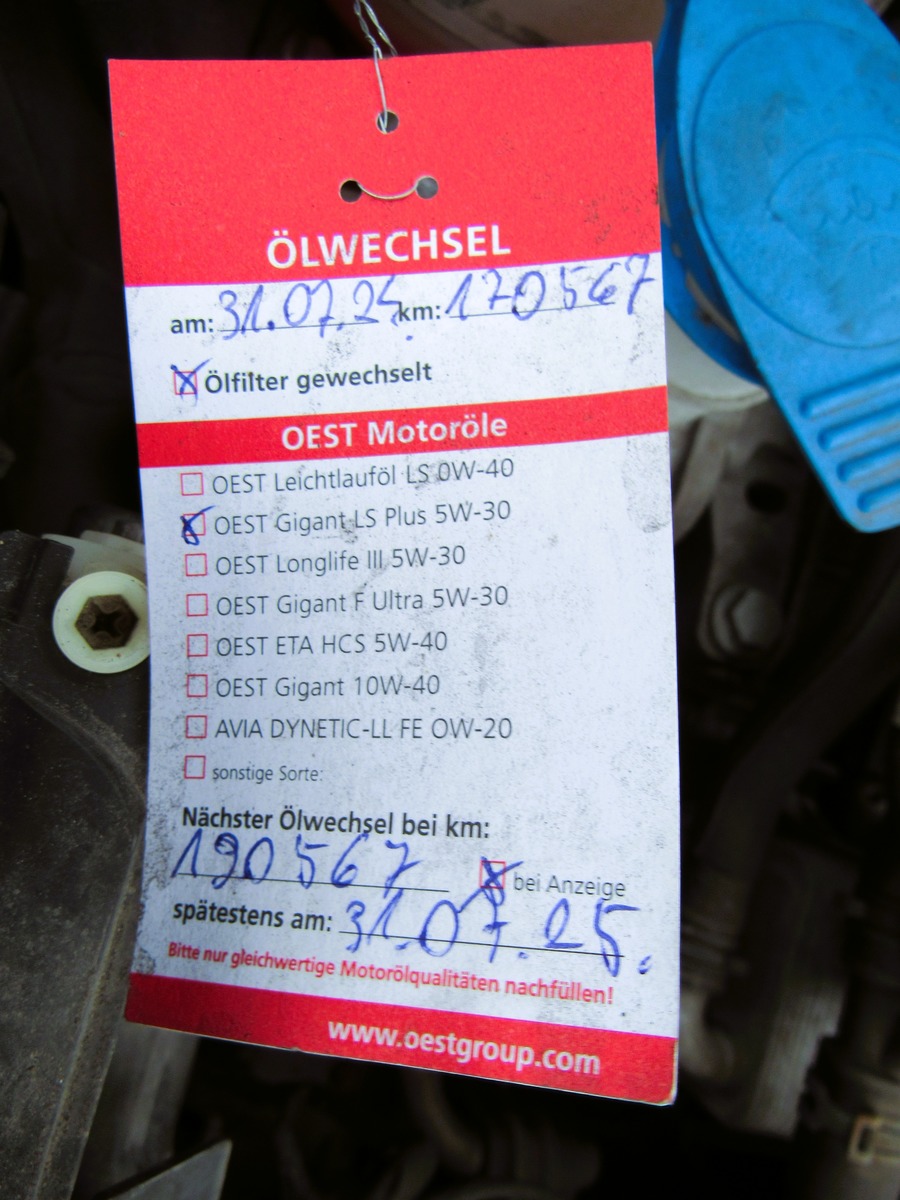 ÖLWECHSEL
am: 31.07.24 km: 170567
Ölfilter gewechselt
OEST Motoröle
OEST Leichtlauföl LS 0W-40
OEST Gigant LS Plus 5W-30
OEST Longlife III 5W-30
OEST Gigant F Ultra 5W-30
OEST ETA HCS 5W-40
OEST Gigant 10W-40
AVIA DYNETIC-LL FE OW-20
sonstige Sorte:
Nächster Ölwechsel bei km:
190567 bei Anzeige
spätestens am: 31.07.25.
Bitte nur gleichwertige Motorölqualitäten nachfüllen!
www.oestgroup.com